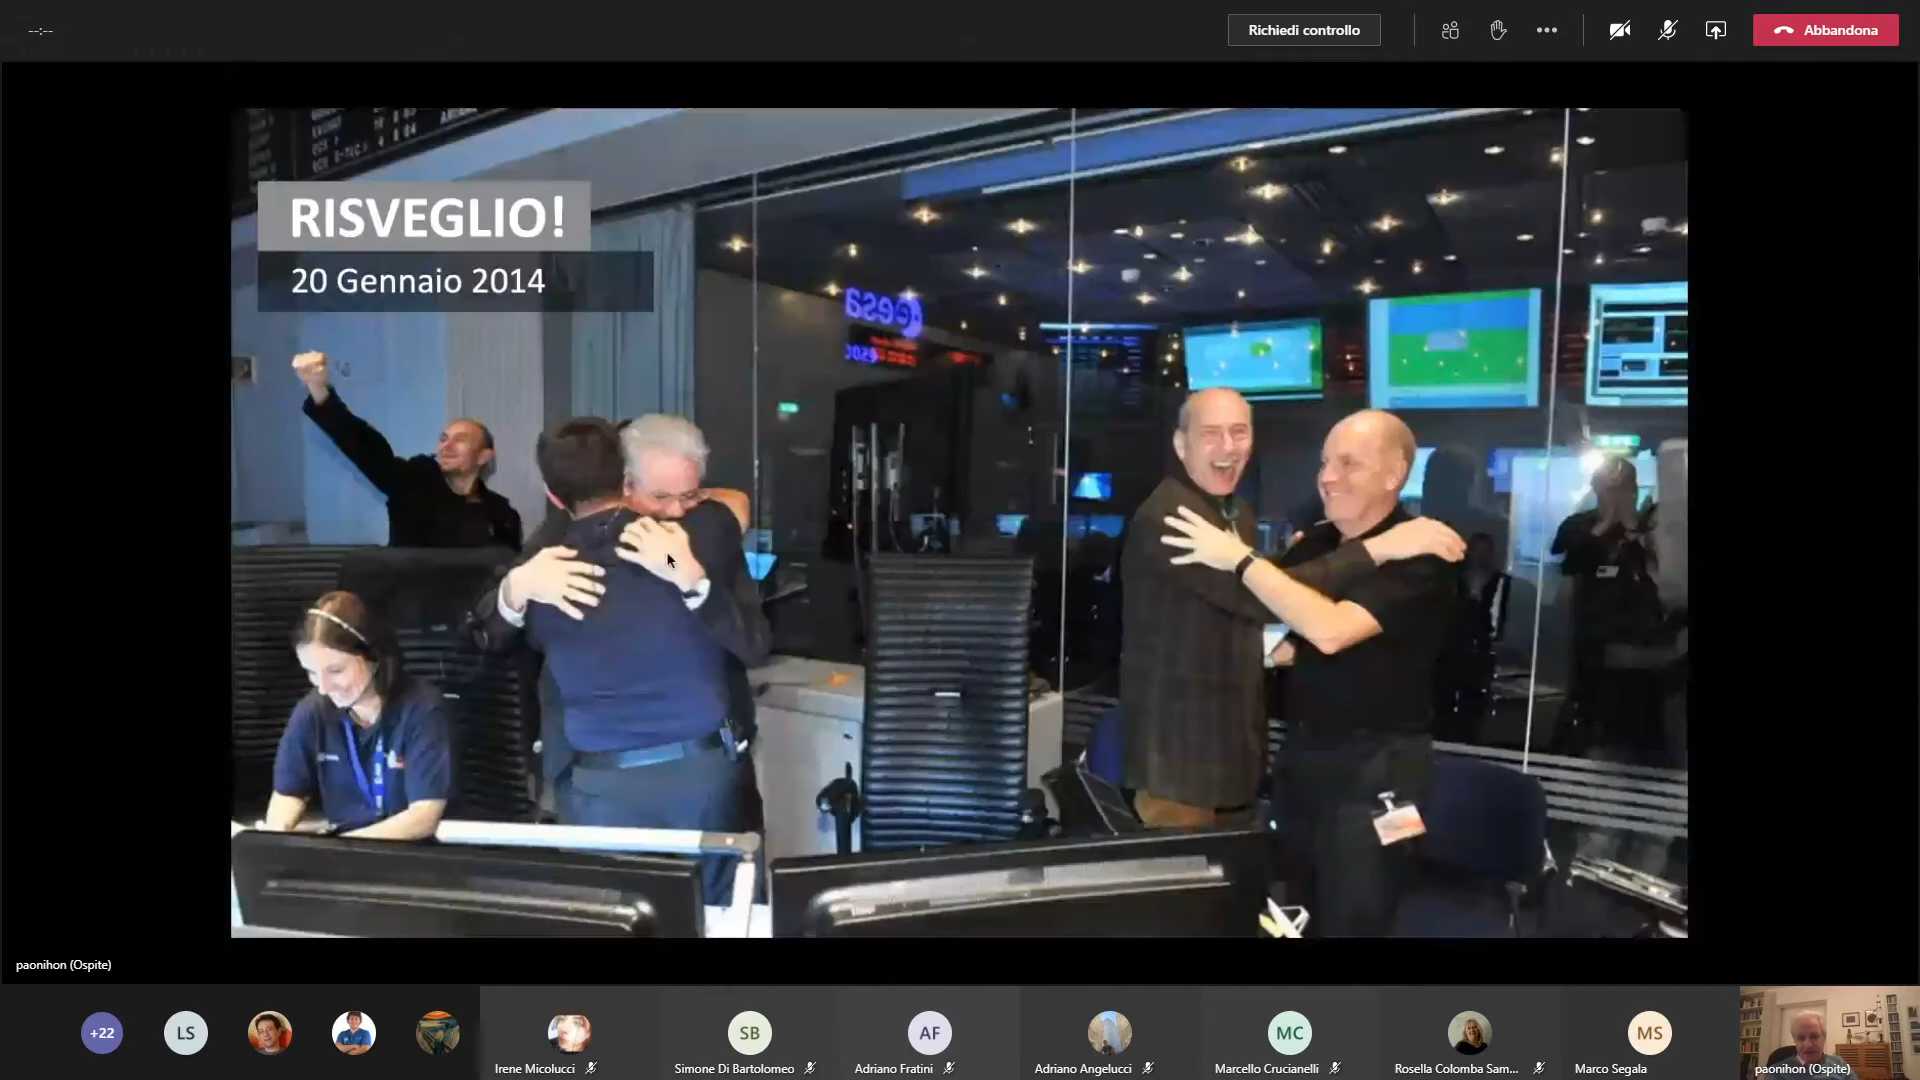 --:--
Richiedi controllo
Abbandona
RISVEGLIO!
20 Gennaio 2014
esa
paonihon (Ospite)
+22
LS
Irene Micolucci
SB
Simone Di Bartolomeo
AF
Adriano Fratini
Adriano Angelucci
MC
Marcello Crucianelli
Rosella Colomba Sam...
MS
Marco Segala
paonihon (Ospite)